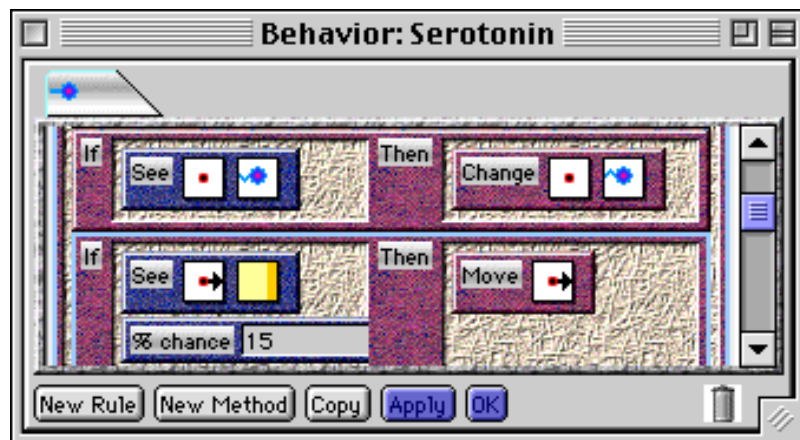 Behavior: Serotonin
If See Then Change
If See Then Move
% chance 15
New Rule New Method Copy Apply OK